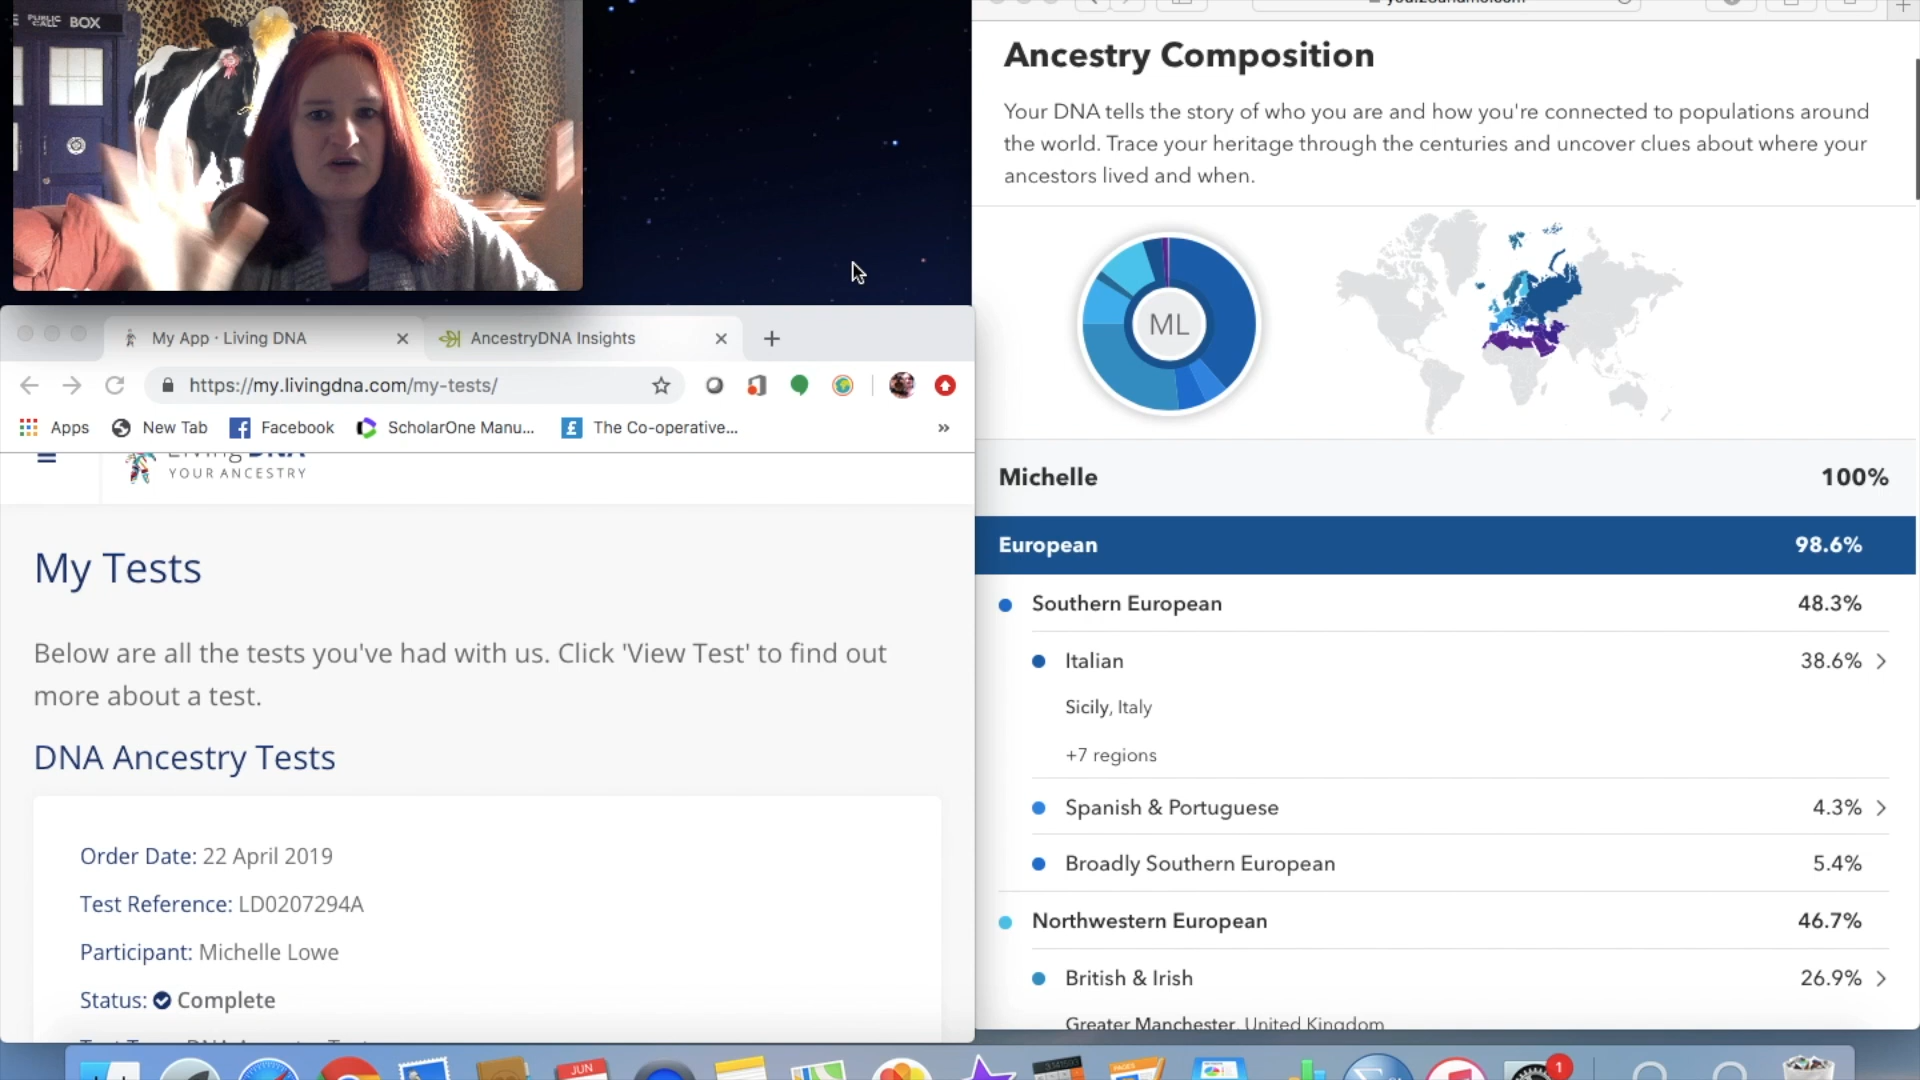 PUBLIC CALL BOX
My App · Living DNA
AncestryDNA Insights
https://my.livingdna.com/my-tests/
Apps
New Tab
Facebook
ScholarOne Manu...
The Co-operative...
»
Living DNA
YOUR ANCESTRY
My Tests
Below are all the tests you've had with us. Click 'View Test' to find out
more about a test.
DNA Ancestry Tests
Order Date: 22 April 2019
Test Reference: LD0207294A
Participant: Michelle Lowe
Status: Complete
Ancestry Composition
Your DNA tells the story of who you are and how you're connected to populations around
the world. Trace your heritage through the centuries and uncover clues about where your
ancestors lived and when.
ML
Michelle 100%
European 98.6%
Southern European 48.3%
Italian 38.6%
Sicily, Italy
+7 regions
Spanish & Portuguese 4.3%
Broadly Southern European 5.4%
Northwestern European 46.7%
British & Irish 26.9%
Greater Manchester, United Kingdom
JUN
PAGES
1